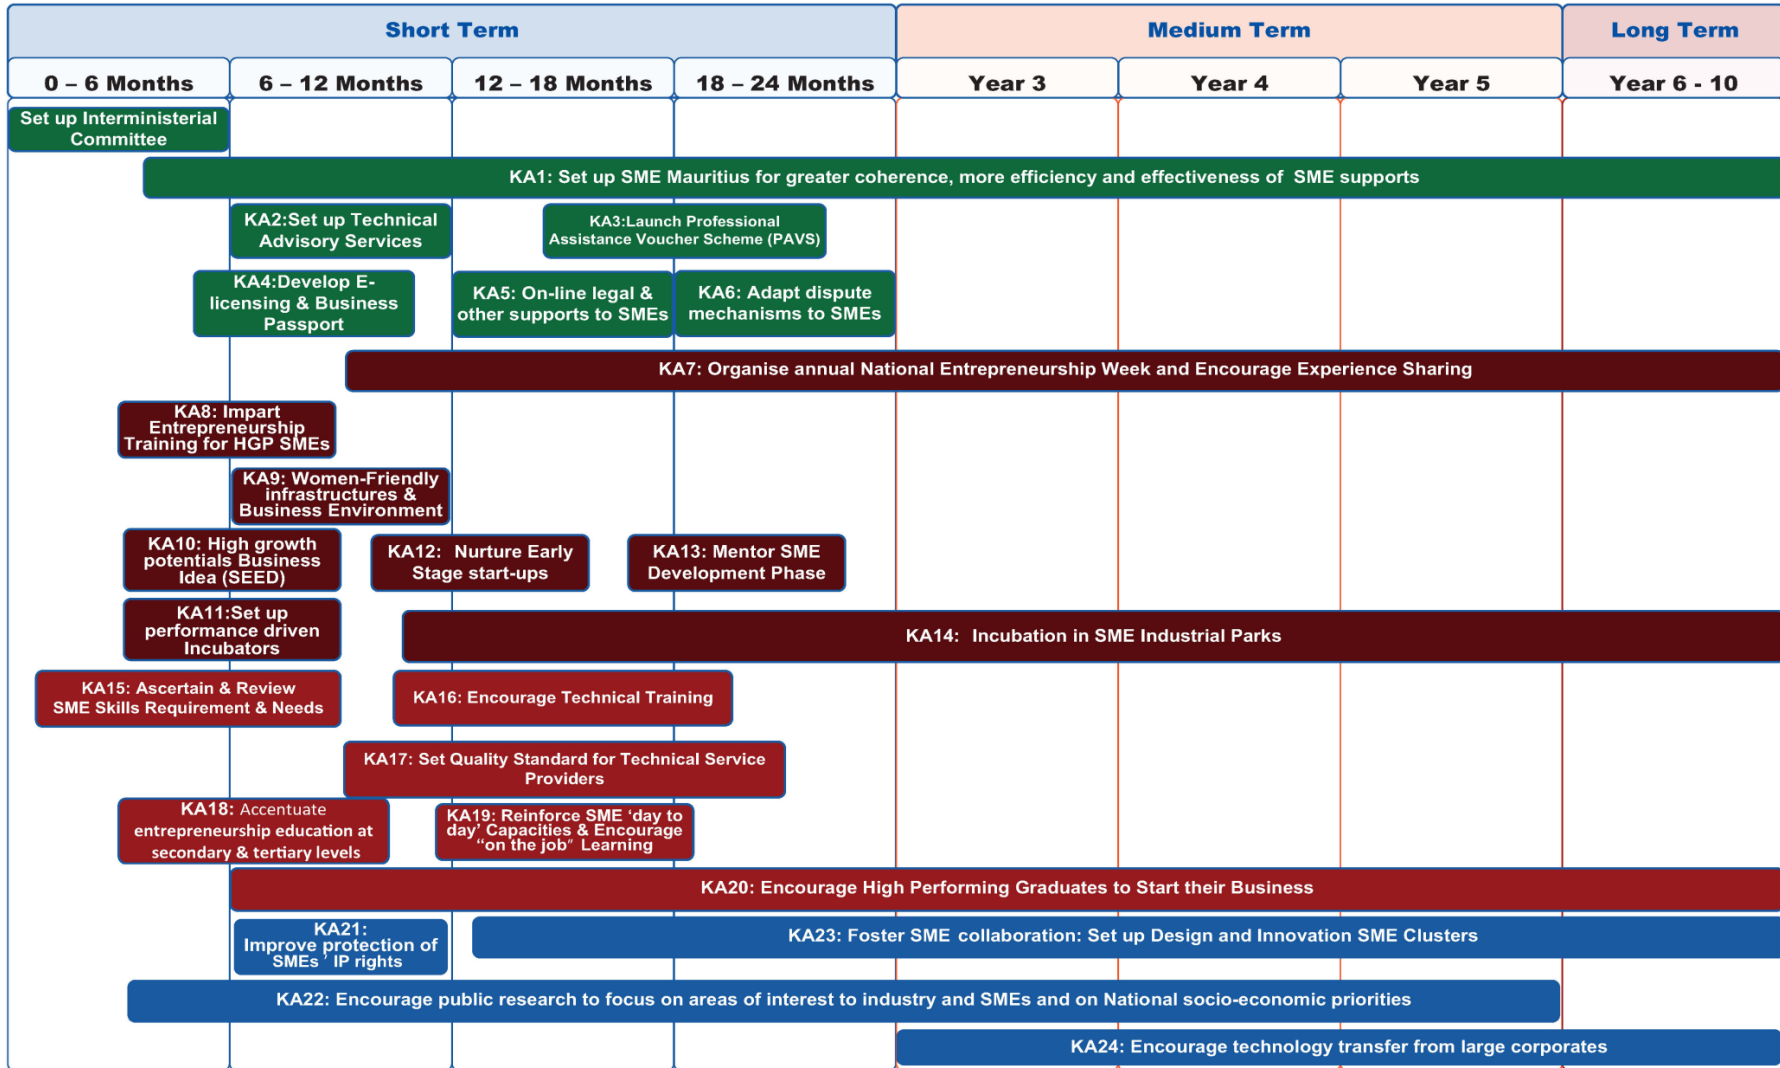 Short Term
Medium Term
Long Term
0 – 6 Months
6 – 12 Months
12 – 18 Months
18 – 24 Months
Year 3
Year 4
Year 5
Year 6 - 10
Set up Interministerial
Committee
KA1: Set up SME Mauritius for greater coherence, more efficiency and effectiveness of SME supports
KA2:Set up Technical
Advisory Services
KA3:Launch Professional
Assistance Voucher Scheme (PAVS)
KA4:Develop E-
licensing & Business
Passport
KA5: On-line legal &
other supports to SMEs
KA6: Adapt dispute
mechanisms to SMEs
KA7: Organise annual National Entrepreneurship Week and Encourage Experience Sharing
KA8: Impart
Entrepreneurship
Training for HGP SMEs
KA9: Women-Friendly
infrastructures &
Business Environment
KA10: High growth
potentials Business
Idea (SEED)
KA12: Nurture Early
Stage start-ups
KA13: Mentor SME
Development Phase
KA11:Set up
performance driven
Incubators
KA14: Incubation in SME Industrial Parks
KA15: Ascertain & Review
SME Skills Requirement & Needs
KA16: Encourage Technical Training
KA17: Set Quality Standard for Technical Service
Providers
KA18: Accentuate
entrepreneurship education at
secondary & tertiary levels
KA19: Reinforce SME ‘day to
day’ Capacities & Encourage
“on the job” Learning
KA20: Encourage High Performing Graduates to Start their Business
KA21:
Improve protection of
SMEs ’ IP rights
KA23: Foster SME collaboration: Set up Design and Innovation SME Clusters
KA22: Encourage public research to focus on areas of interest to industry and SMEs and on National socio-economic priorities
KA24: Encourage technology transfer from large corporates